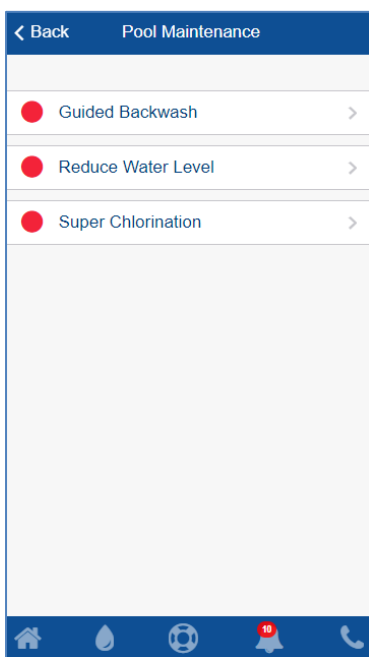 Back Pool Maintenance
Guided Backwash
Reduce Water Level
Super Chlorination
10